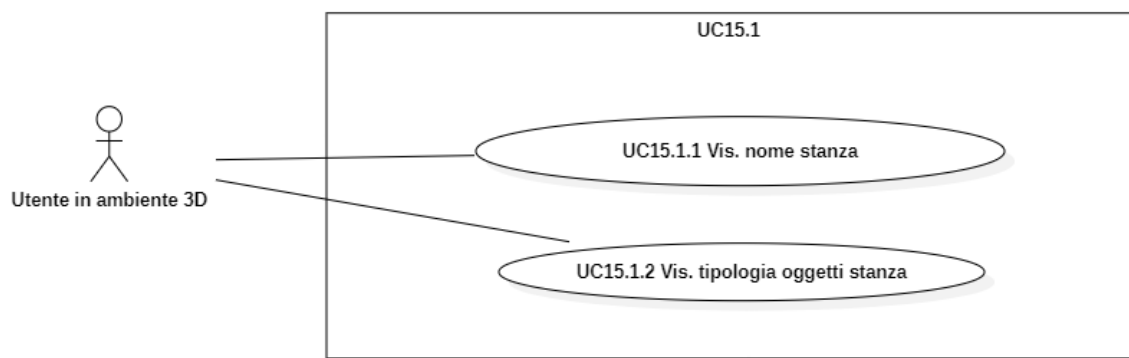 UC15.1
UC15.1.1 Vis. nome stanza
Utente in ambiente 3D
UC15.1.2 Vis. tipologia oggetti stanza